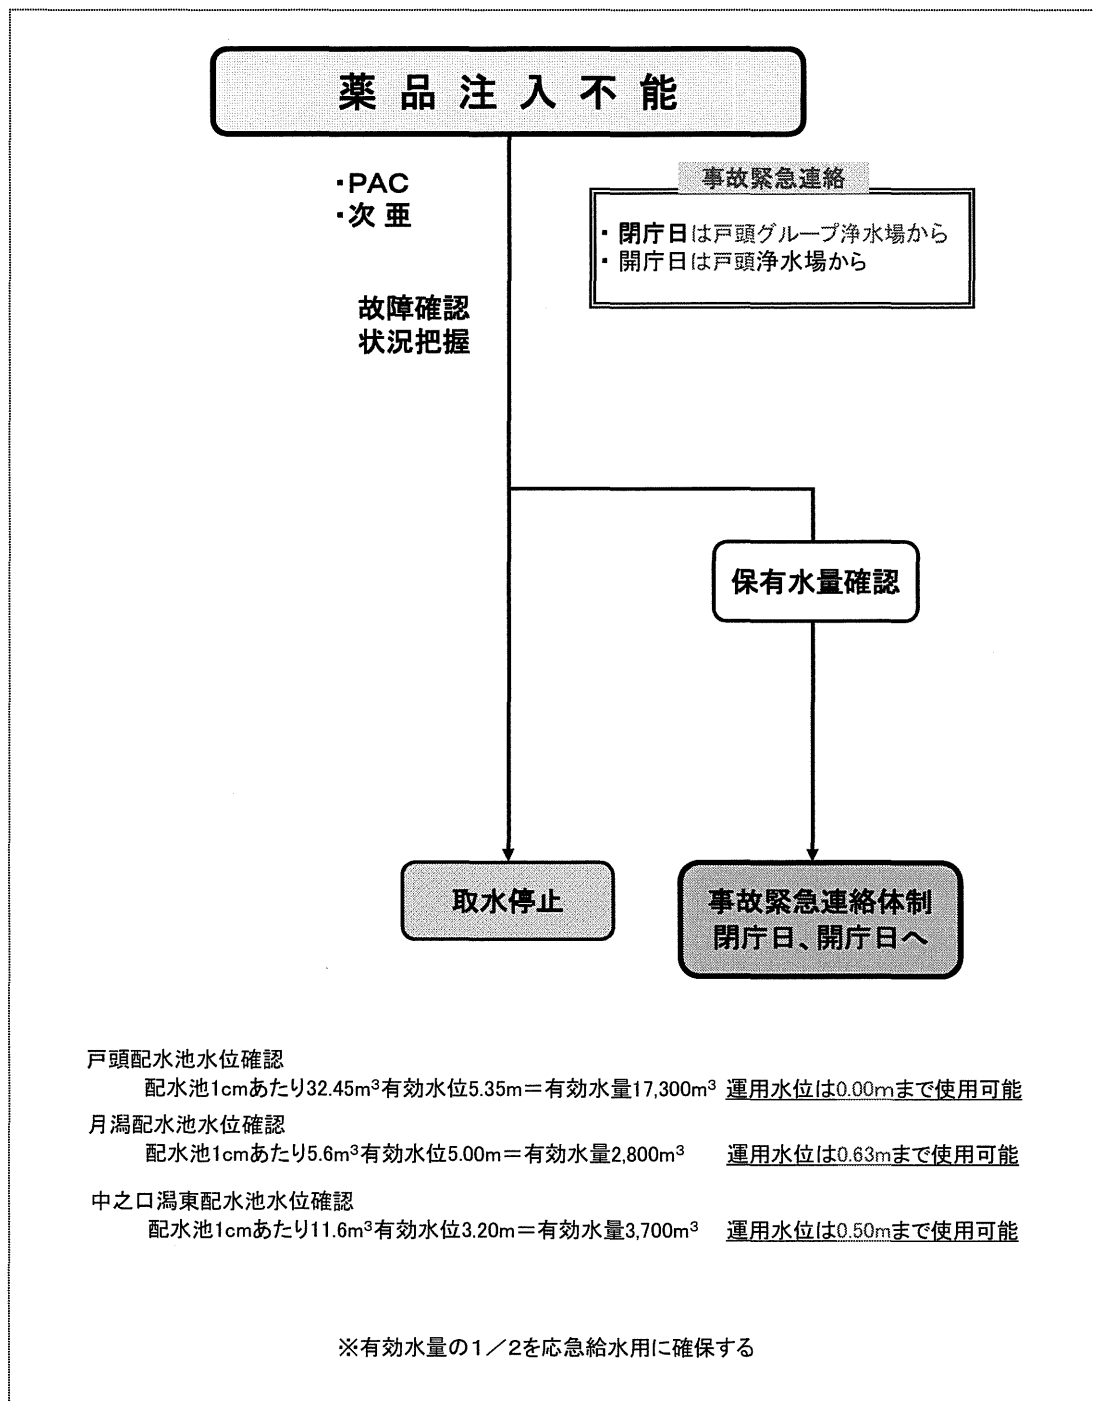 薬品注入不能
・PAC
・次亜
事故緊急連絡
・閉庁日は戸頭グループ浄水場から
・開庁日は戸頭浄水場から
故障確認
状況把握
保有水量確認
取水停止
事故緊急連絡体制
閉庁日、開庁日へ
戸頭配水池水位確認
配水池1cmあたり32.45m³有効水位5.35m＝有効水量17,300m³ 運用水位は0.00mまで使用可能
月潟配水池水位確認
配水池1cmあたり5.6m³有効水位5.00m＝有効水量2,800m³ 運用水位は0.63mまで使用可能
中之口潟東配水池水位確認
配水池1cmあたり11.6m³有効水位3.20m＝有効水量3,700m³ 運用水位は0.50mまで使用可能
※有効水量の1／2を応急給水用に確保する